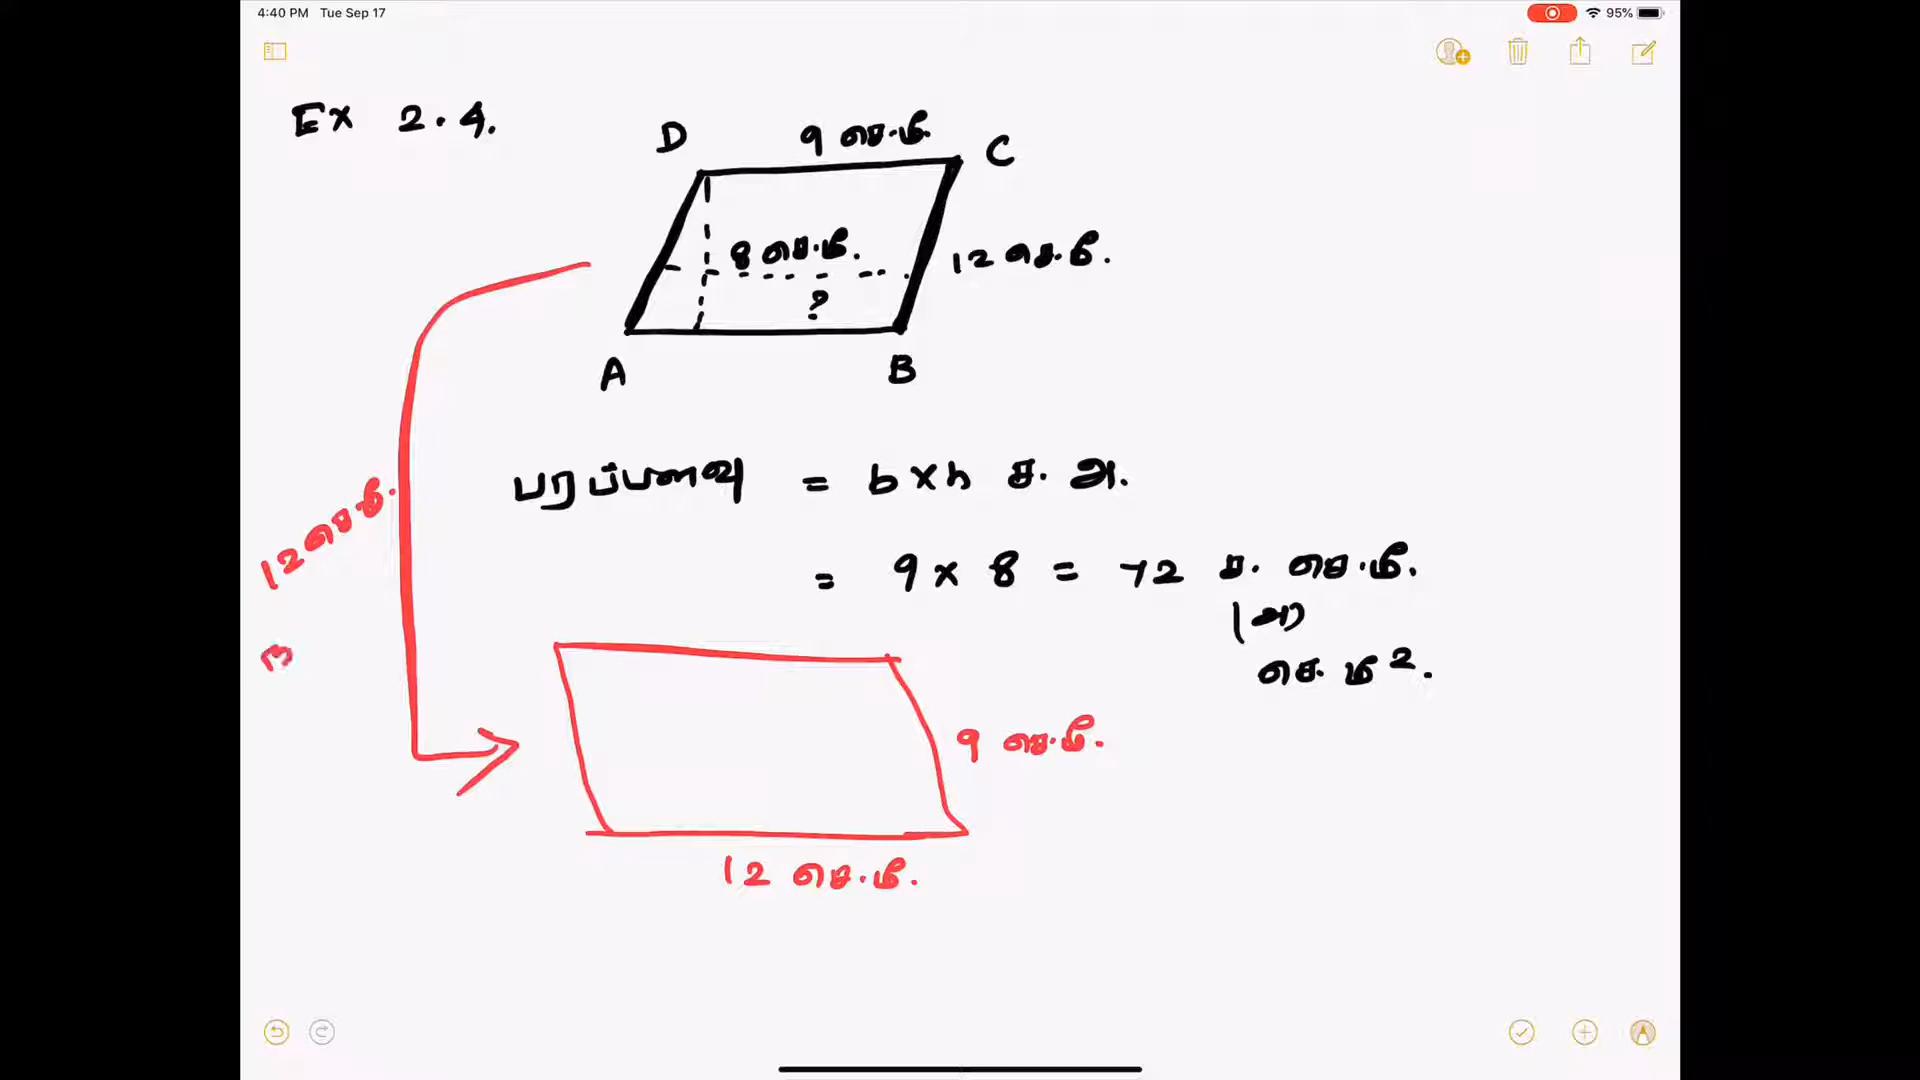 4:40 PM Tue Sep 17
95%
EX 2.4.
D 9 செ.மீ. C
8 செ.மீ.
12 செ.மீ.
?
A B
பரப்பளவு = b x h ச. அ.
= 9 x 8 = 72 ச. செ.மீ.
(அ)
செ. மீ 2.
12 செ.மீ.
9 செ.மீ.
12 செ.மீ.